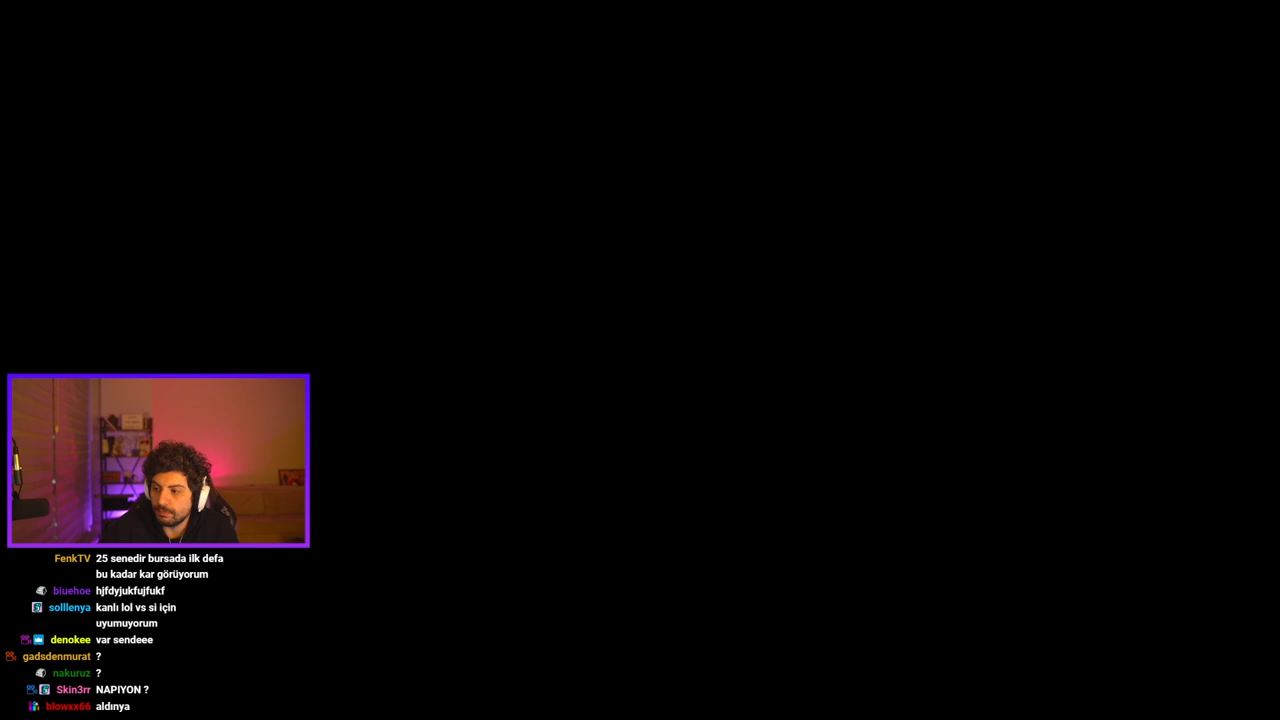 FenkTV 25 senedir bursada ilk defa
bu kadar kar görüyorum
biuehoe hjfdyjukfujfukf
solllenya kanlı lol vs si için
uyumuyorum
denokee var sendeee
gadsdenmurat ?
nakuruz ?
Skin3rr NAPIYON ?
blowxx66 aldınya